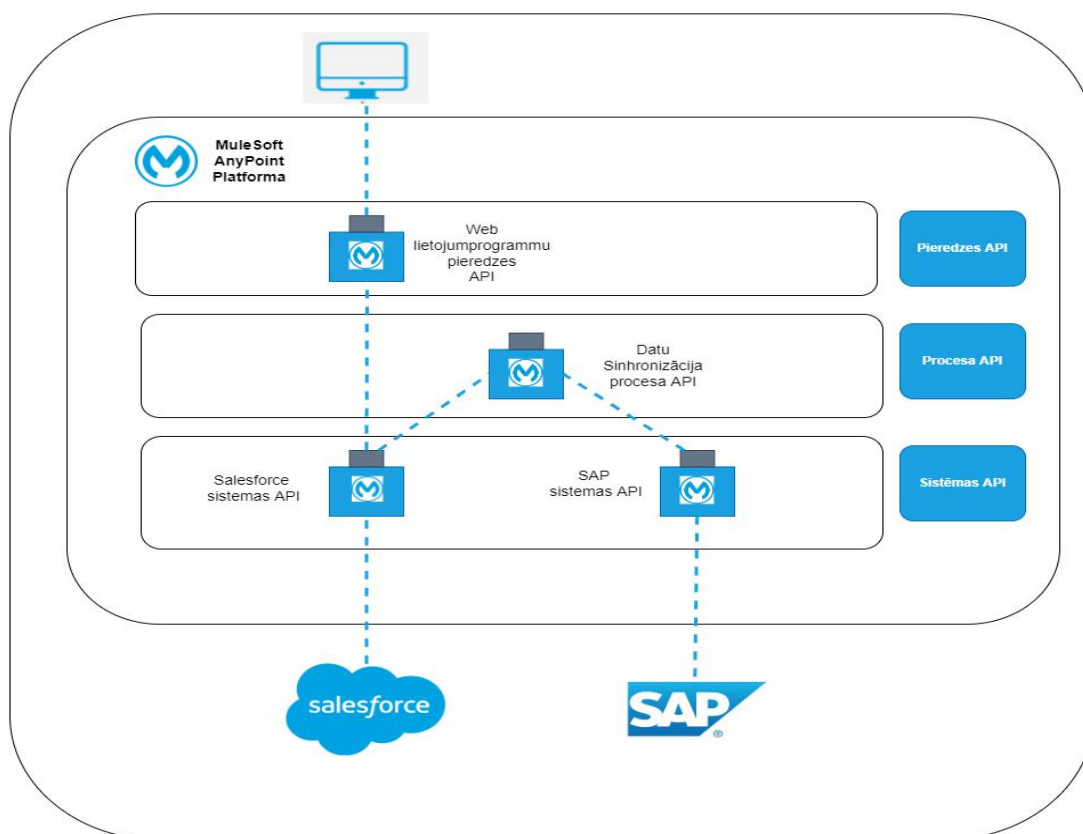 MuleSoft
AnyPoint
Platforma
Web
lietojumprogrammu
pieredzes
API
Pieredzes API
Datu
Sinhronizācija
procesa API
Procesa API
Salesforce
sistemas API
SAP
sistemas API
Sistēmas API
salesforce
SAP®